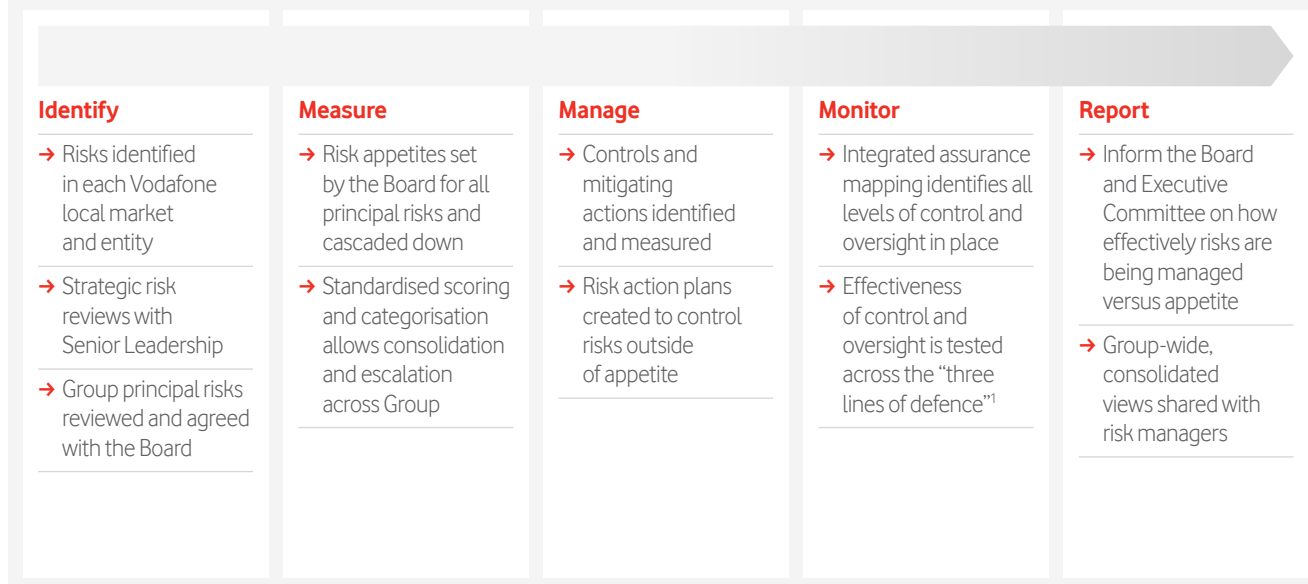 Identify
→ Risks identified
in each Vodafone
local market
and entity
→ Strategic risk
reviews with
Senior Leadership
→ Group principal risks
reviewed and agreed
with the Board
Measure
→ Risk appetites set
by the Board for all
principal risks and
cascaded down
→ Standardised scoring
and categorisation
allows consolidation
and escalation
across Group
Manage
→ Controls and
mitigating
actions identified
and measured
→ Risk action plans
created to control
risks outside
of appetite
Monitor
→ Integrated assurance
mapping identifies all
levels of control and
oversight in place
→ Effectiveness
of control and
oversight is tested
across the “three
lines of defence”¹
Report
→ Inform the Board
and Executive
Committee on how
effectively risks are
being managed
versus appetite
→ Group-wide,
consolidated
views shared with
risk managers